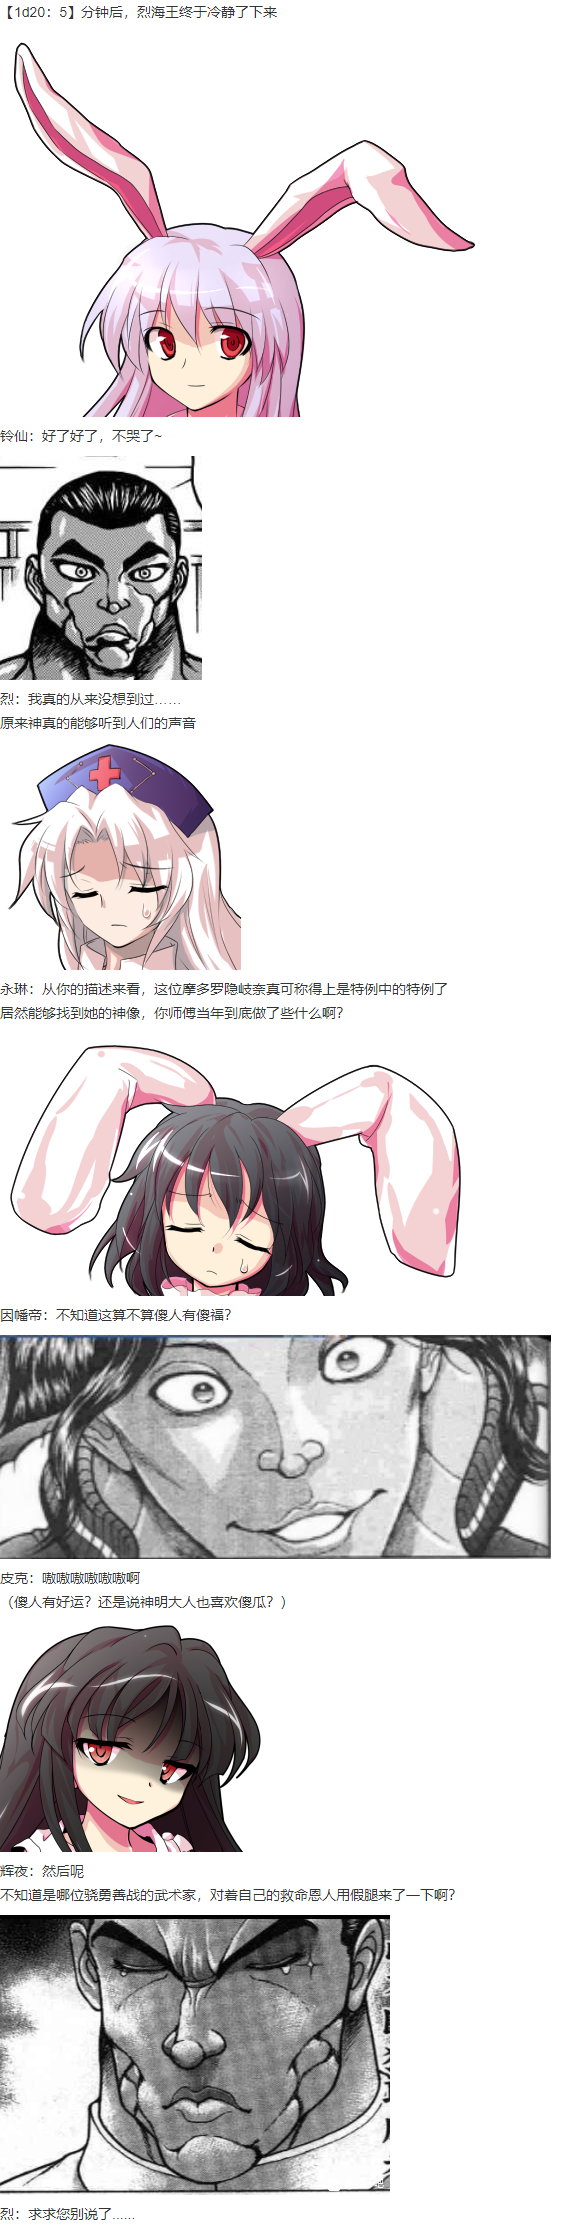 【1d20：5】分钟后，烈海王终于冷静了下来
铃仙：好了好了，不哭了~
烈：我真的从来没想到过……
原来神真的能够听到人们的声音
永琳：从你的描述来看，这位摩多罗隐岐奈真可称得上是特例中的特例了
居然能够找到她的神像，你师傅当年到底做了些什么啊？
因幡帝：不知道这算不算傻人有傻福？
皮克：嗷嗷嗷嗷嗷嗷啊
（傻人有好运？还是说神明大人也喜欢傻瓜？）
辉夜：然后呢
不知道是哪位骁勇善战的武术家，对着自己的救命恩人用假腿来了一下啊？
烈：求求您别说了......